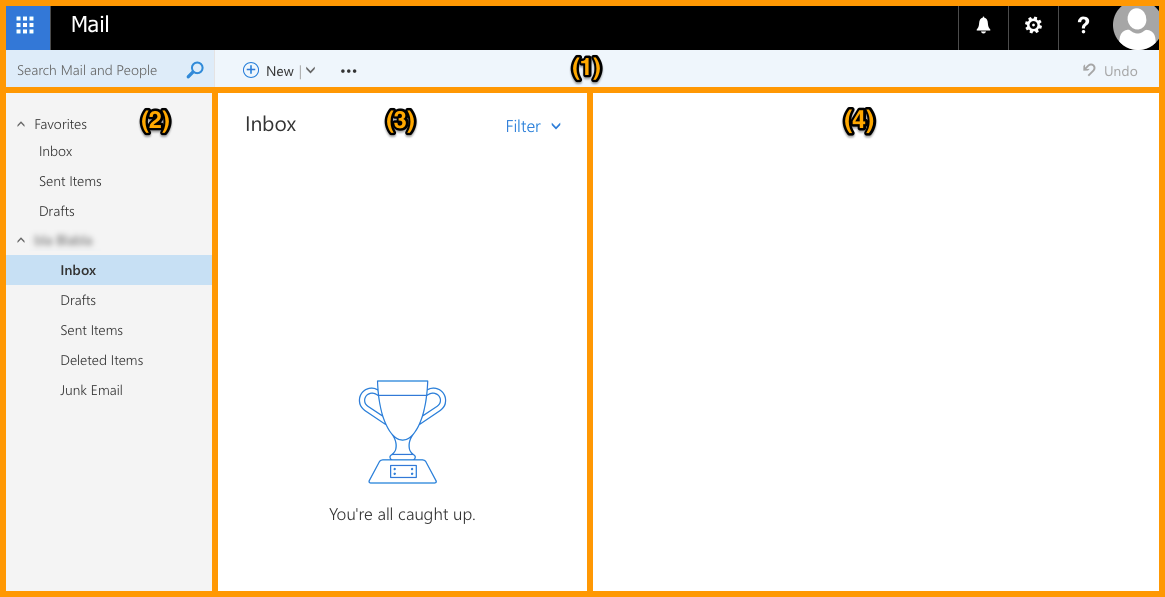 Mail
?
Search Mail and People
New
...
(1)
Undo
Favorites
(2)
Inbox
Sent Items
Drafts
Inbox
Drafts
Sent Items
Deleted Items
Junk Email
Inbox
(3)
Filter
You're all caught up.
(4)